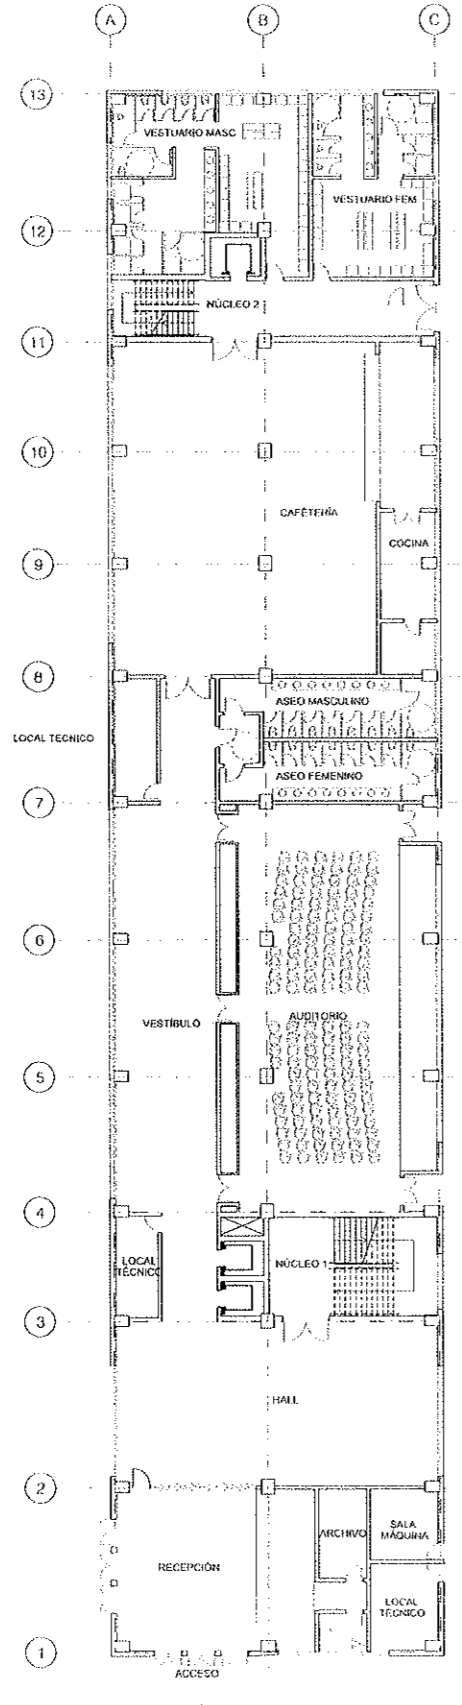 A B C
13
VESTUARIO MASC
VESTUARIO FEM
12
NÚCLEO 2
11
10
CAFÉTERÍA
COCINA
9
8
ASEO MASCULINO
LOCAL TECNICO
ASEO FEMENINO
7
6
AUDITORIO
VESTÍBULO
5
4
LOCAL
TÉCNICO
NÚCLEO 1
3
HALL
2
ARCHIVO
SALA
MÁQUINA
RECEPCIÓN
LOCAL
TÉCNICO
1
ACCESO